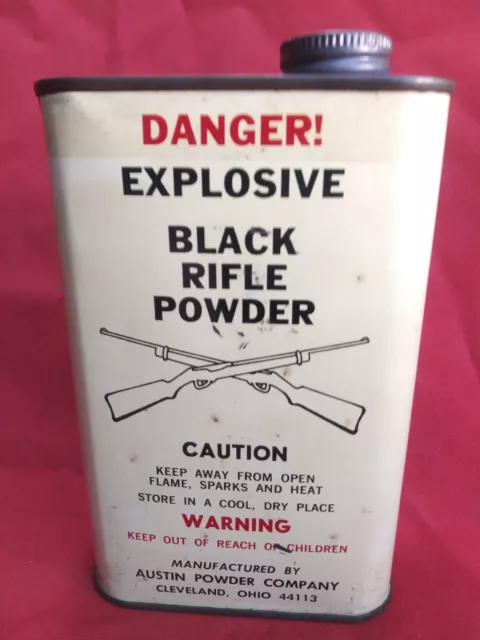 DANGER!
EXPLOSIVE
BLACK
RIFLE
POWDER
CAUTION
KEEP AWAY FROM OPEN
FLAME, SPARKS AND HEAT
STORE IN A COOL, DRY PLACE
WARNING
KEEP OUT OF REACH OF CHILDREN
MANUFACTURED BY
AUSTIN POWDER COMPANY
CLEVELAND, OHIO 44113